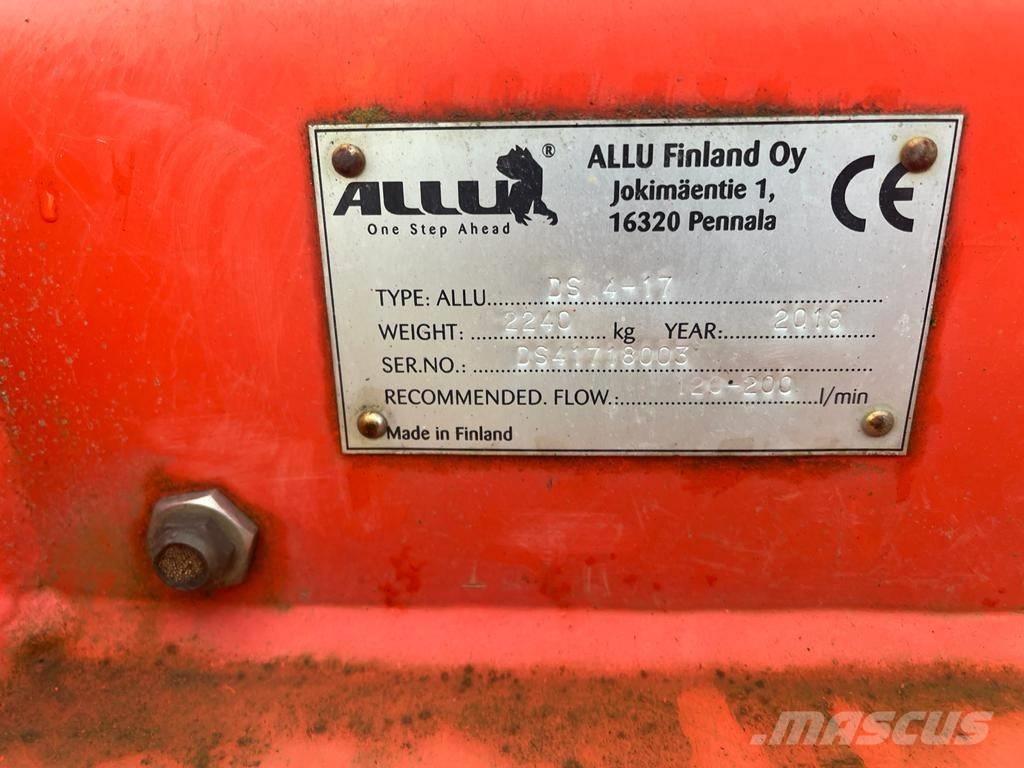 ALLU®
One Step Ahead
ALLU Finland Oy
Jokimäentie 1,
16320 Pennala
CE
TYPE: ALLU DS 4-17
WEIGHT: 2240 kg YEAR: 2018
SER.NO.: DS41718003
RECOMMENDED. FLOW.: 120-200 l/min
Made in Finland
MASCUS